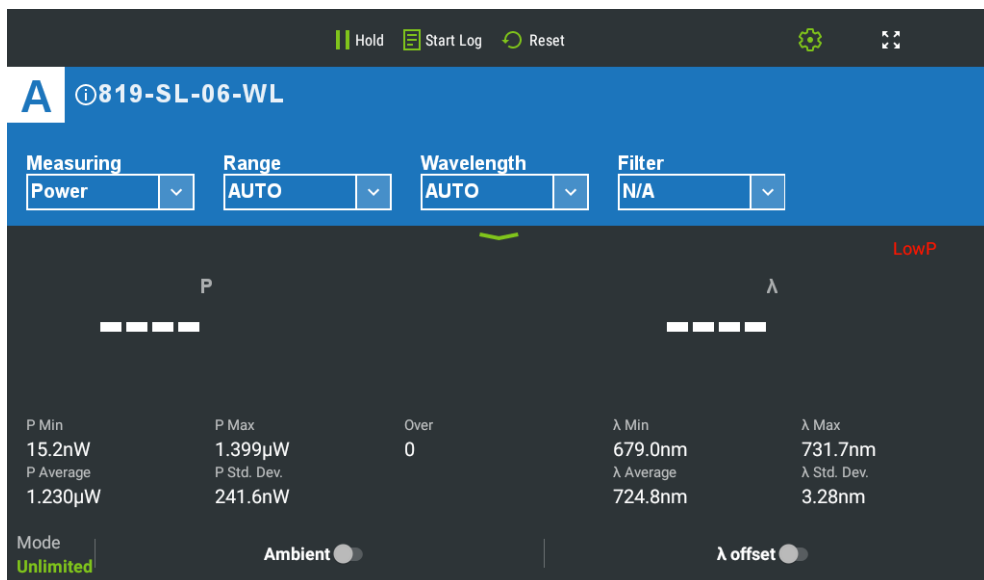 Hold Start Log Reset
A 819-SL-06-WL
Measuring Range Wavelength Filter
Power AUTO AUTO N/A
LowP
P λ
---- ----
P Min P Max Over λ Min λ Max
15.2nW 1.399µW 0 679.0nm 731.7nm
P Average P Std. Dev. λ Average λ Std. Dev.
1.230µW 241.6nW 724.8nm 3.28nm
Mode
Unlimited Ambient λ offset